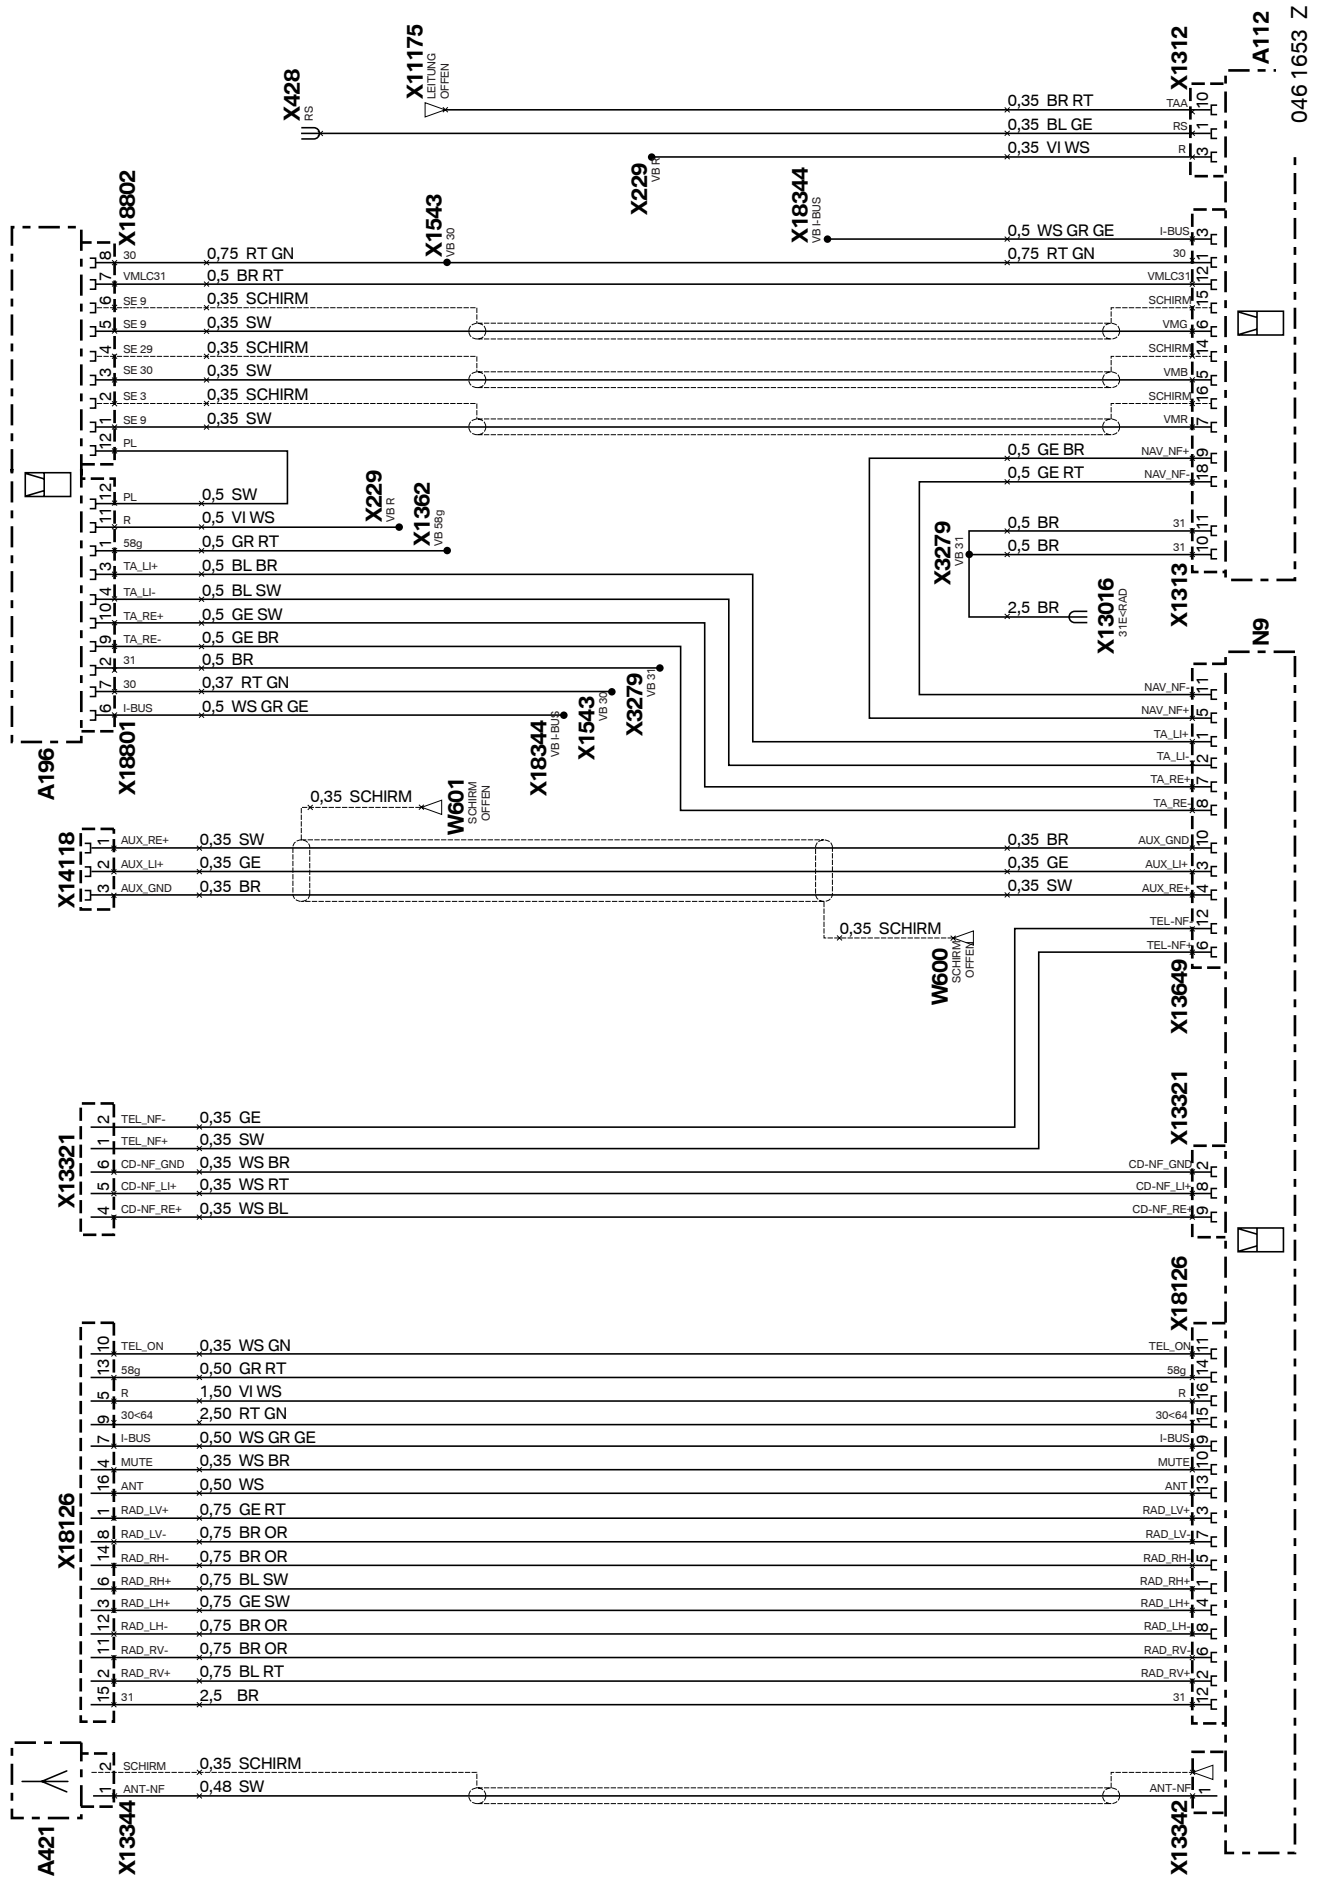 046 1653 Z
A112
X1312
X11175
LEITUNG
OFFEN
X428
RS
0,35 BR RT TAA 10
0,35 BL GE RS 1
0,35 VI WS R 3
X229
VB R
X18344
VB I-BUS
X1543
VB 30
X18802
0,5 WS GR GE I-BUS 3
8 30 0,75 RT GN 0,75 RT GN 30 1
7 VMLC31 0,5 BR RT VMLC31 12
6 SE 9 0,35 SCHIRM SCHIRM 15
5 SE 9 0,35 SW VMG 6
4 SE 29 0,35 SCHIRM SCHIRM 14
3 SE 30 0,35 SW VMB 5
2 SE 3 0,35 SCHIRM SCHIRM 16
1 SE 9 0,35 SW VMR 7
12 PL
0,5 GE BR NAV_NF+ 9
0,5 GE RT NAV_NF- 18
12 PL 0,5 SW
11 R 0,5 VI WS
X229
VB R
1 58g 0,5 GR RT
X1362
VB 58g
X3279
VB 31
0,5 BR 31 11
0,5 BR 31 10
X1313
2,5 BR
X13016
31E<RAD
3 TA_LI+ 0,5 BL BR
4 TA_LI- 0,5 BL SW
10 TA_RE+ 0,5 GE SW
9 TA_RE- 0,5 GE BR
2 31 0,5 BR
7 30 0,37 RT GN
6 I-BUS 0,5 WS GR GE
X3279
VB 31
X1543
VB 30
X18344
VB I-BUS
A196
X18801
N9
NAV_NF- 11
NAV_NF+ 5
TA_LI+ 1
TA_LI- 2
TA_RE+ 7
TA_RE- 8
0,35 SCHIRM
W601
SCHIRM
OFFEN
X14118
1 AUX_RE+ 0,35 SW 0,35 BR AUX_GND 10
2 AUX_LI+ 0,35 GE 0,35 GE AUX_LI+ 3
3 AUX_GND 0,35 BR 0,35 SW AUX_RE+ 4
0,35 SCHIRM
W600
SCHIRM
OFFEN
TEL-NF- 12
TEL-NF+ 6
X13649
X13321
X13321
2 TEL_NF- 0,35 GE
1 TEL_NF+ 0,35 SW
6 CD-NF_GND 0,35 WS BR CD-NF_GND 2
5 CD-NF_LI+ 0,35 WS RT CD-NF_LI+ 8
4 CD-NF_RE+ 0,35 WS BL CD-NF_RE+ 9
X18126
X18126
10 TEL_ON 0,35 WS GN TEL_ON 11
13 58g 0,50 GR RT 58g 14
5 R 1,50 VI WS R 16
9 30<64 2,50 RT GN 30<64 15
7 I-BUS 0,50 WS GR GE I-BUS 9
4 MUTE 0,35 WS BR MUTE 10
16 ANT 0,50 WS ANT 13
1 RAD_LV+ 0,75 GE RT RAD_LV+ 3
8 RAD_LV- 0,75 BR OR RAD_LV- 7
14 RAD_RH- 0,75 BR OR RAD_RH- 5
6 RAD_RH+ 0,75 BL SW RAD_RH+ 1
3 RAD_LH+ 0,75 GE SW RAD_LH+ 4
12 RAD_LH- 0,75 BR OR RAD_LH- 8
11 RAD_RV- 0,75 BR OR RAD_RV- 6
2 RAD_RV+ 0,75 BL RT RAD_RV+ 2
15 31 2,5 BR 31 12
A421
X13344
2 SCHIRM 0,35 SCHIRM
1 ANT-NF 0,48 SW ANT-NF 1
X13342